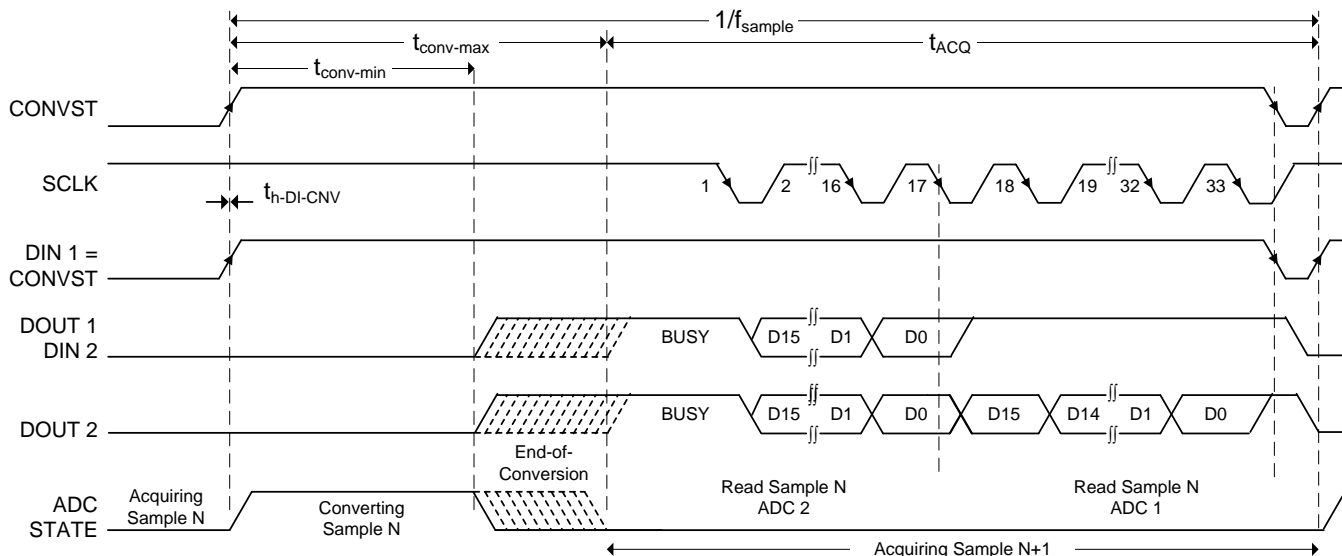 1/fsample
tconv-max
tACQ
tconv-min
CONVST
SCLK
1 2 16 17 18 19 32 33
th-DI-CNV
DIN 1 =
CONVST
DOUT 1
DIN 2
BUSY D15 D1 D0
DOUT 2
BUSY D15 D1 D0 D15 D14 D1 D0
End-of-
Conversion
ADC
STATE
Acquiring
Sample N
Converting
Sample N
Read Sample N
ADC 2
Read Sample N
ADC 1
Acquiring Sample N+1